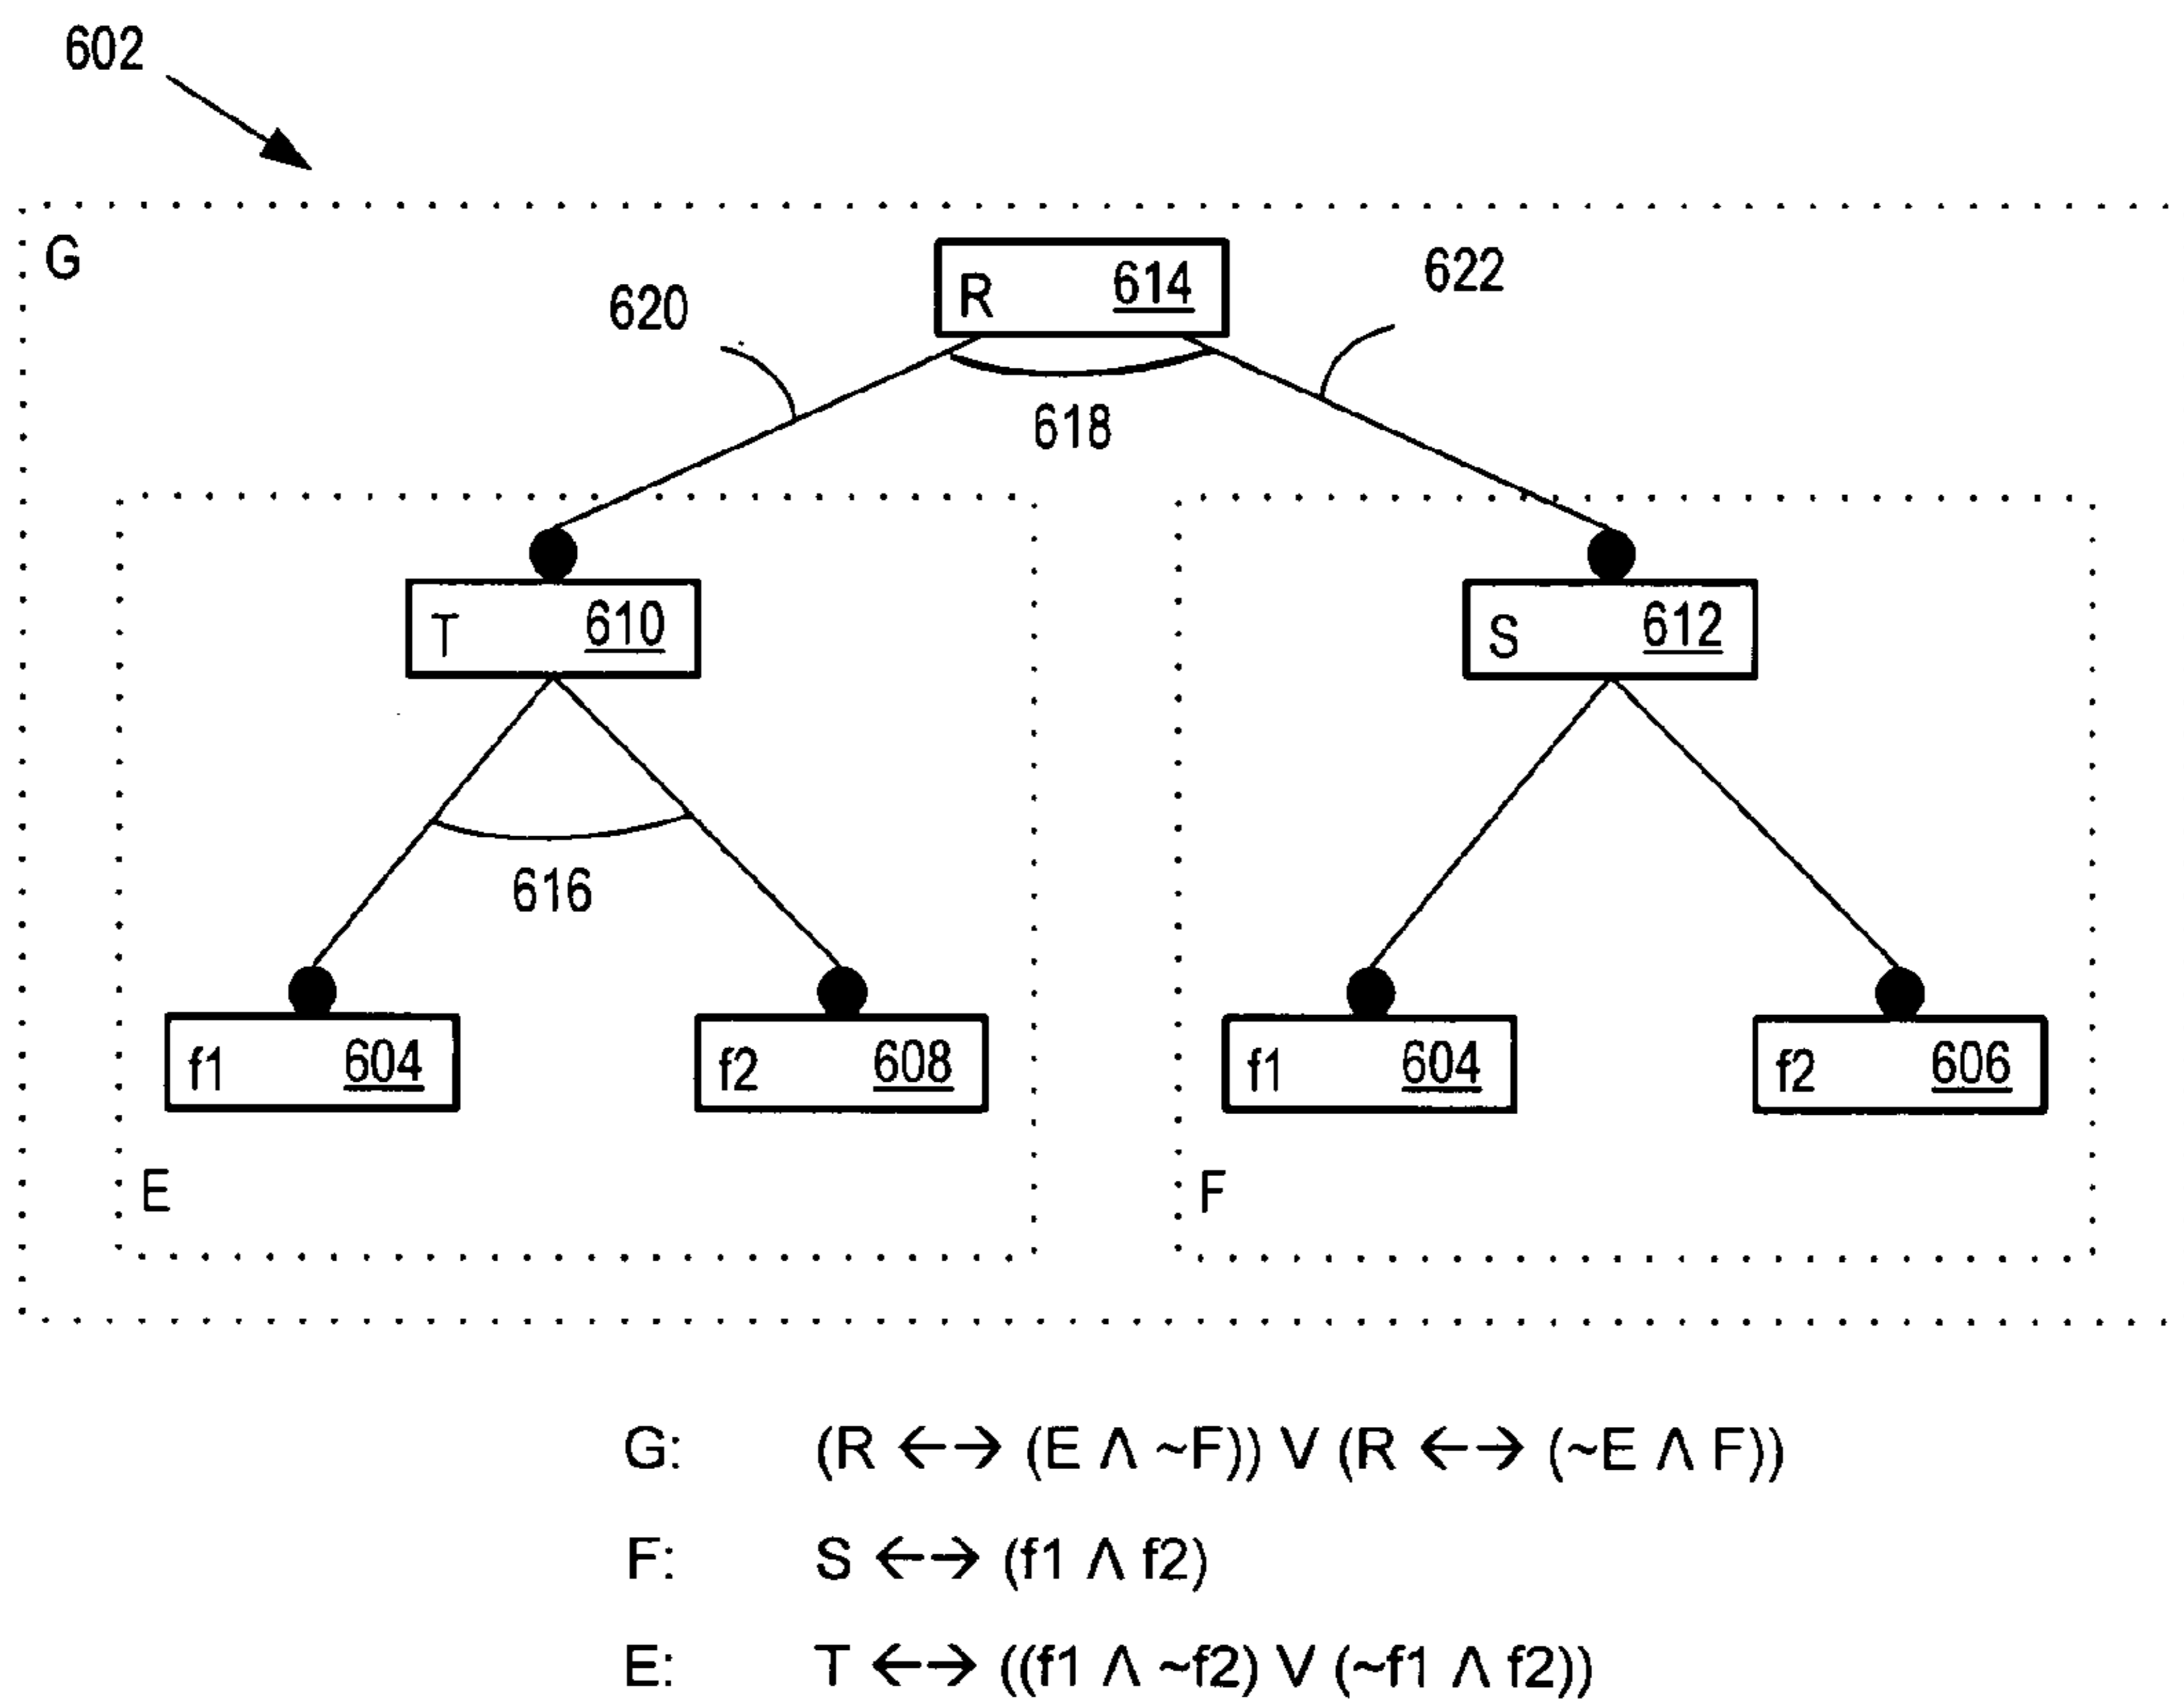 602
G
R 614
620
622
618
T 610
S 612
616
f1 604
f2 608
f1 604
f2 606
E
F
G: (R ←→ (E Λ ~F)) V (R ←→ (~E Λ F))
F: S ←→ (f1 Λ f2)
E: T ←→ ((f1 Λ ~f2) V (~f1 Λ f2))